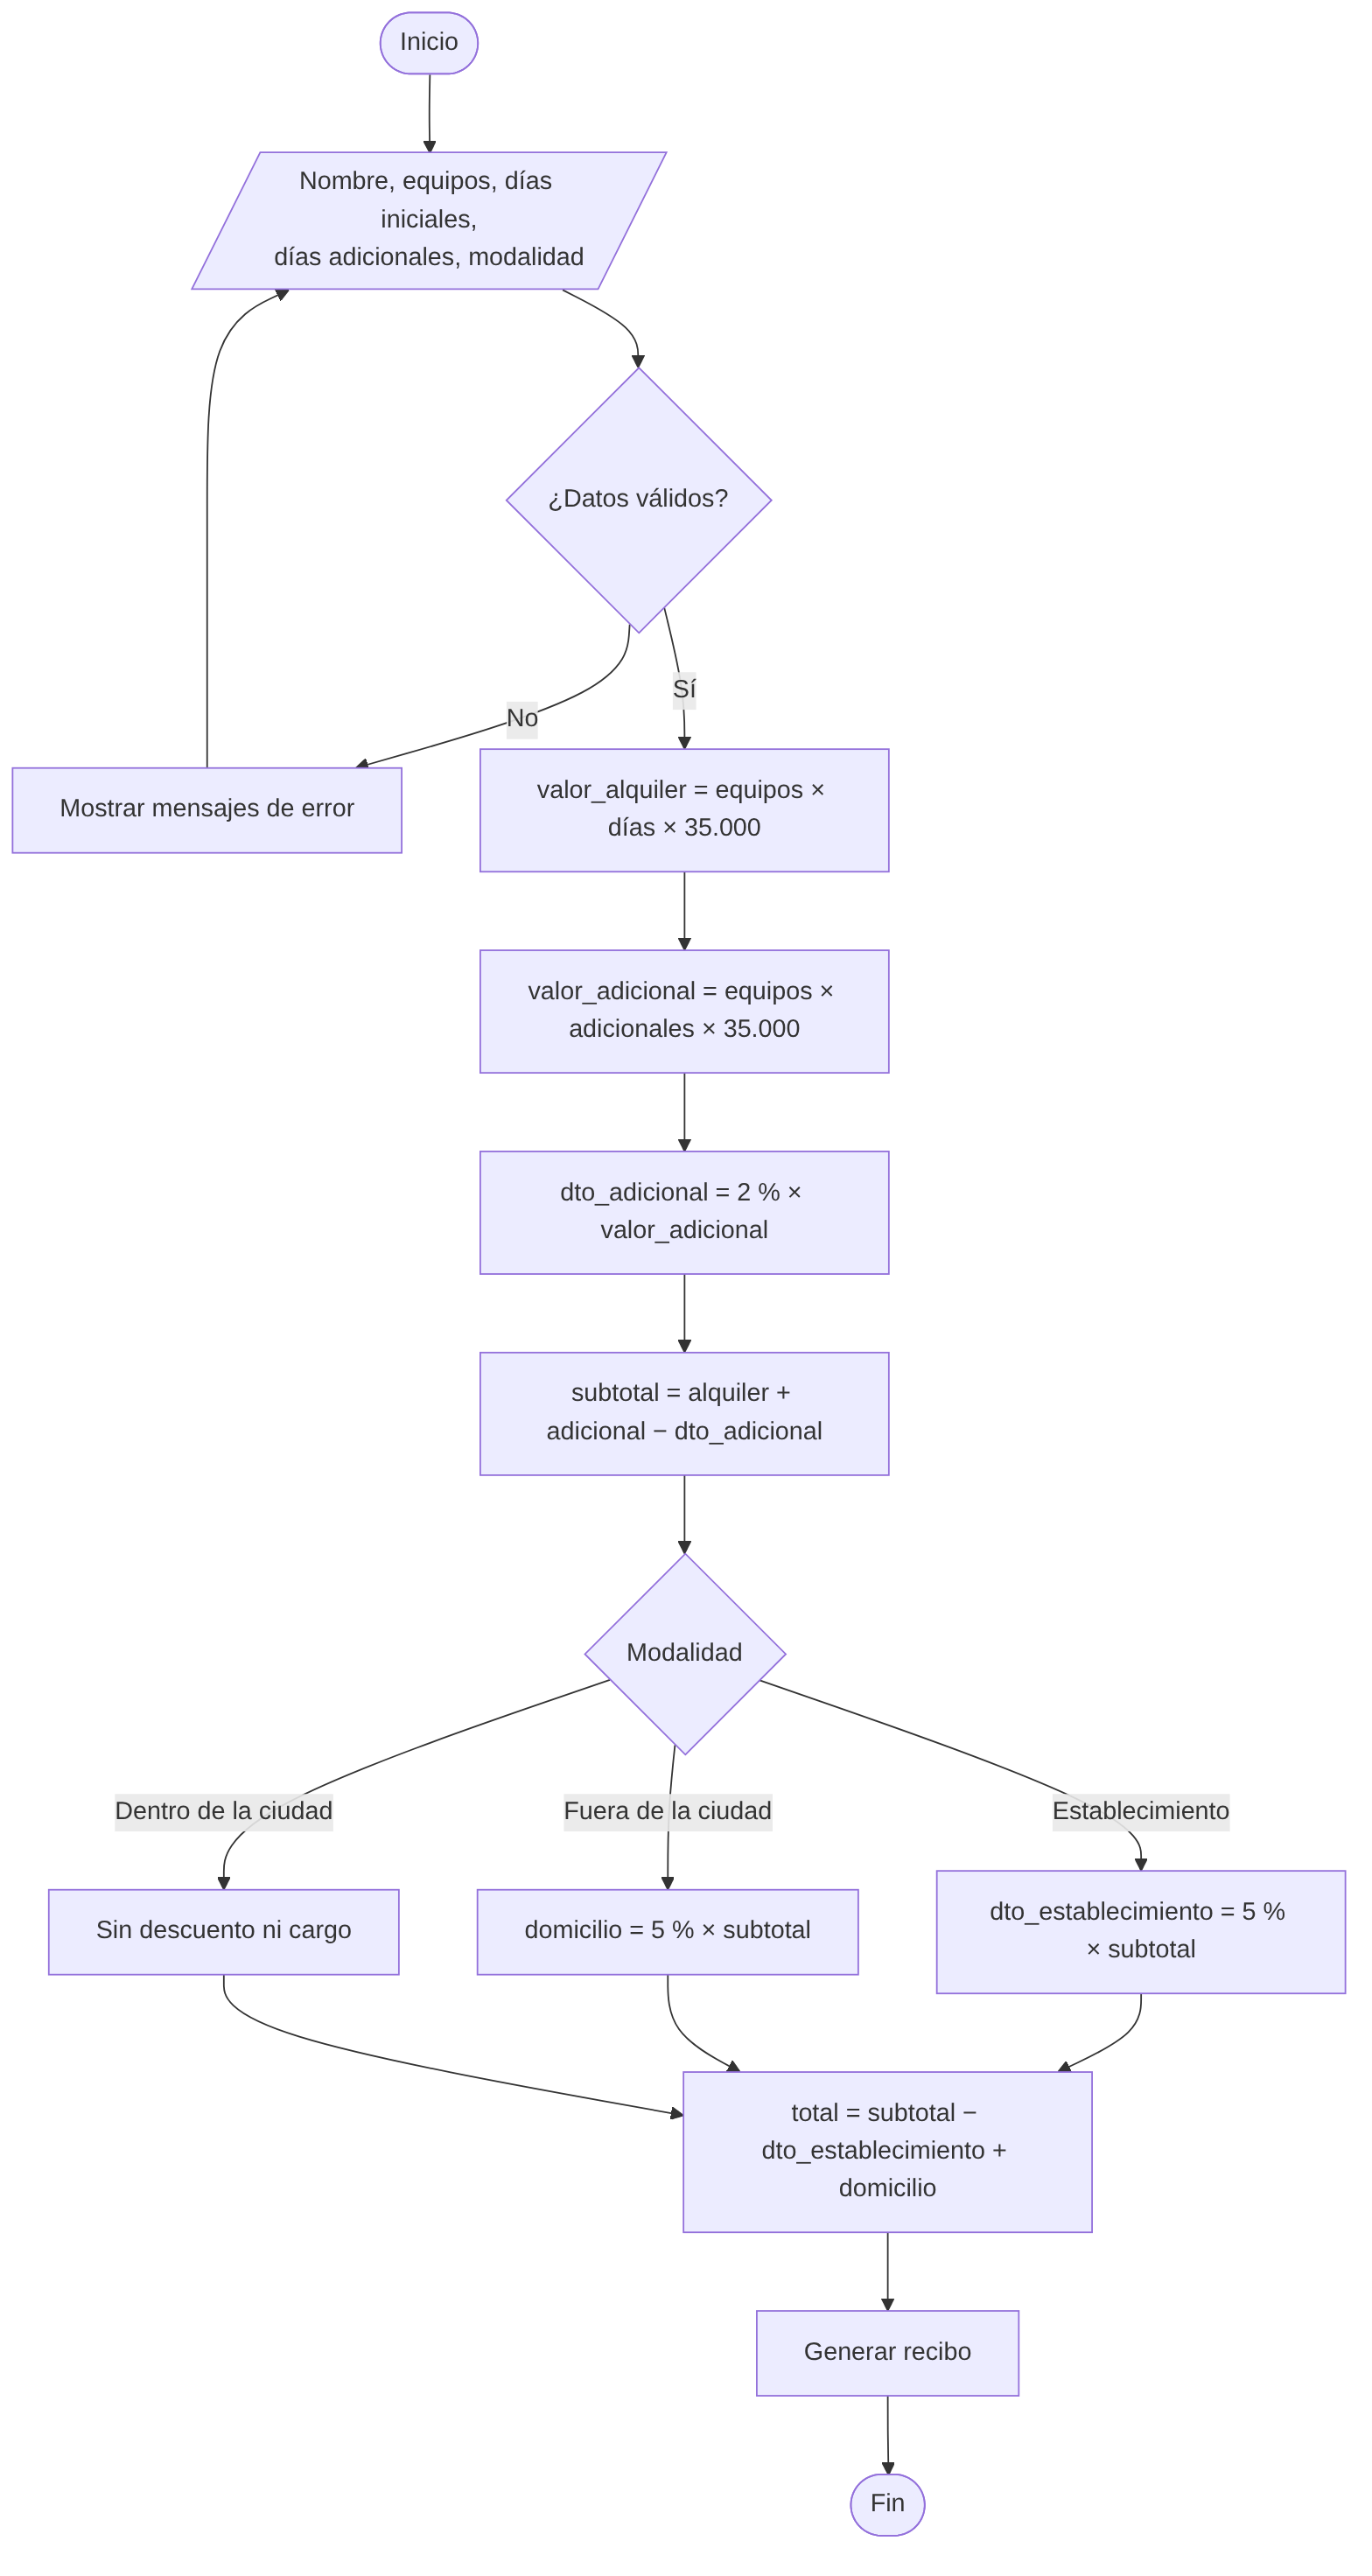 Inicio
Nombre, equipos, días
iniciales,
días adicionales, modalidad
¿Datos válidos?
Sí
No
Mostrar mensajes de error
valor_alquiler = equipos ×
días × 35.000
valor_adicional = equipos ×
adicionales × 35.000
dto_adicional = 2 % ×
valor_adicional
subtotal = alquiler +
adicional − dto_adicional
Modalidad
Dentro de la ciudad
Fuera de la ciudad
Establecimiento
Sin descuento ni cargo
domicilio = 5 % × subtotal
dto_establecimiento = 5 %
× subtotal
total = subtotal −
dto_establecimiento +
domicilio
Generar recibo
Fin